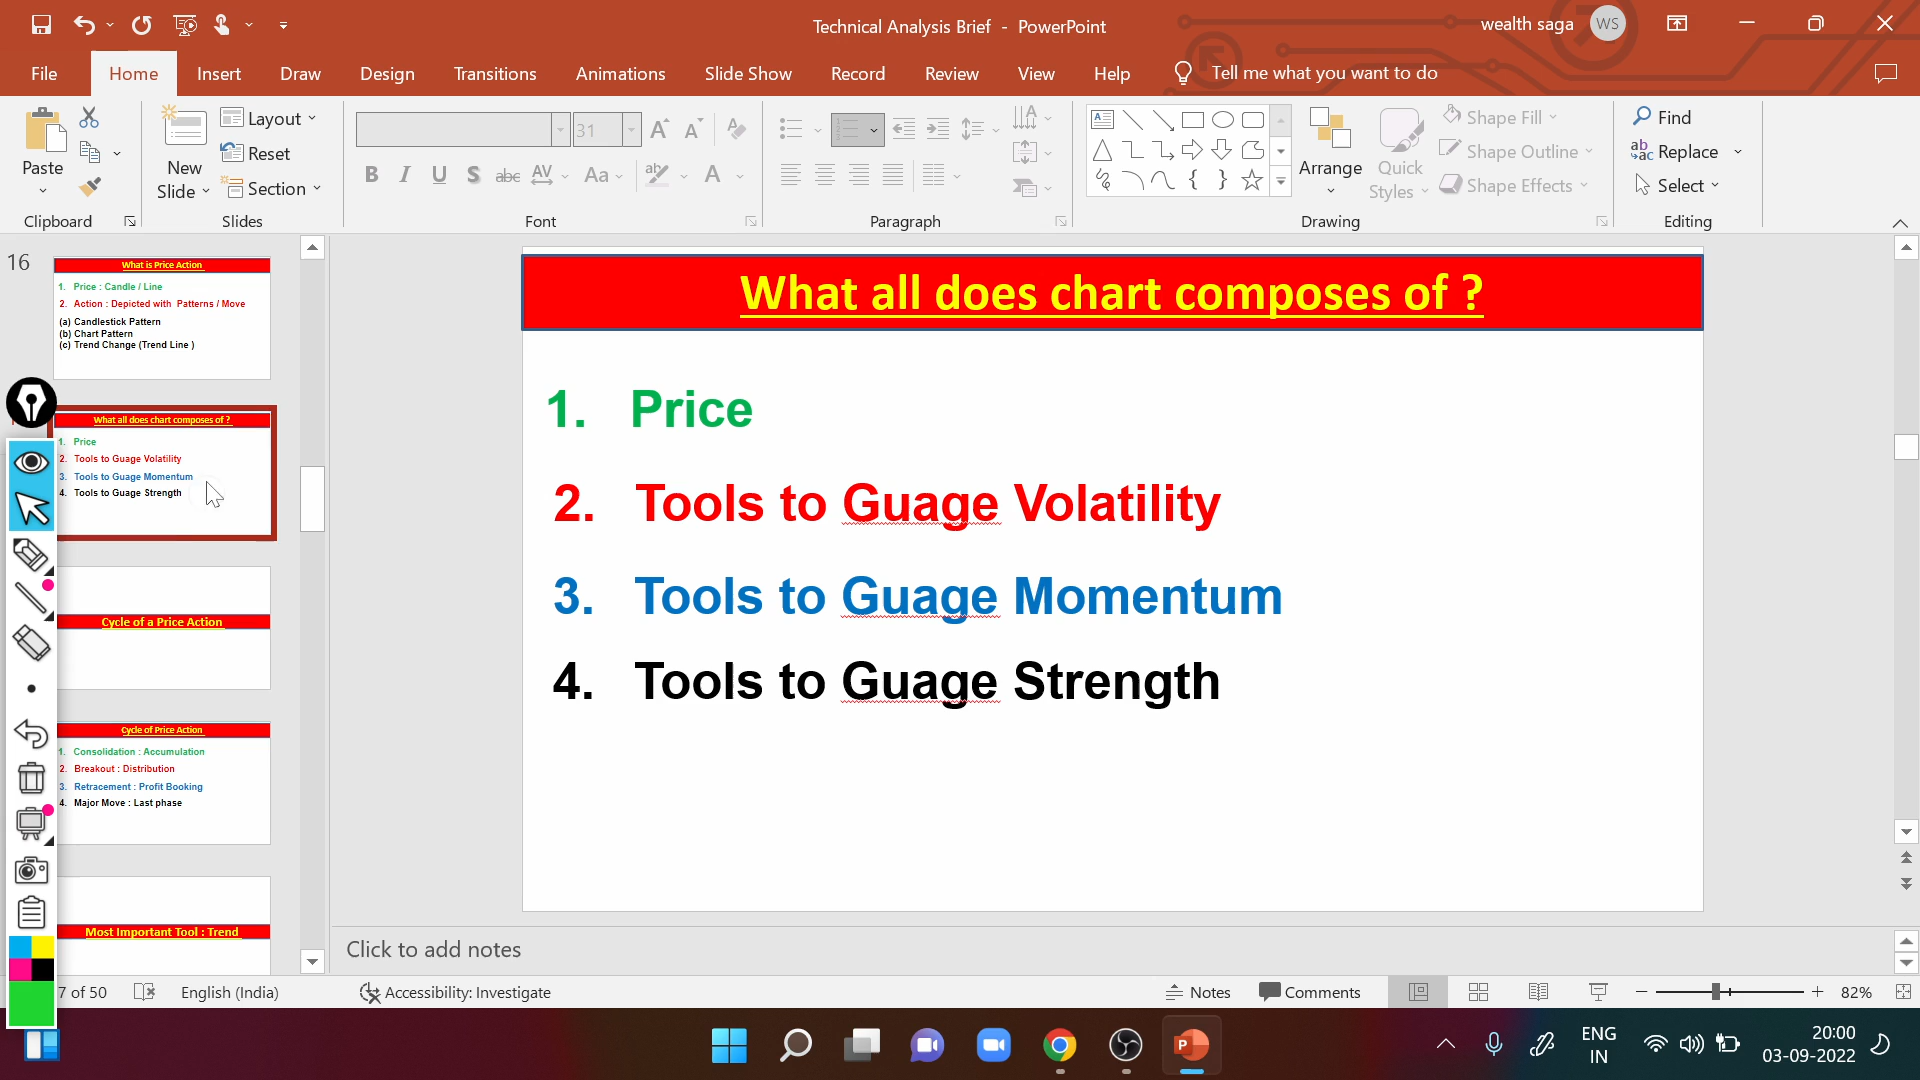 Technical Analysis Brief - PowerPoint
wealth saga
WS
File
Home
Insert
Draw
Design
Transitions
Animations
Slide Show
Record
Review
View
Help
Tell me what you want to do
Paste
Clipboard
New
Slide
Layout
Reset
Section
Slides
31
Font
Paragraph
Arrange
Quick
Styles
Shape Fill
Shape Outline
Shape Effects
Drawing
Find
Replace
Select
Editing
16
What is Price Action
1. Price : Candle / Line
2. Action : Depicted with Patterns / Move
(a) Candlestick Pattern
(b) Chart Pattern
(c) Trend Change (Trend Line )
What all does chart composes of ?
1. Price
2. Tools to Guage Volatility
3. Tools to Guage Momentum
4. Tools to Guage Strength
Cycle of a Price Action
Cycle of Price Action
1. Consolidation : Accumulation
2. Breakout : Distribution
3. Retracement : Profit Booking
4. Major Move : Last phase
Most Important Tool : Trend
What all does chart composes of ?
1. Price
2. Tools to Guage Volatility
3. Tools to Guage Momentum
4. Tools to Guage Strength
Click to add notes
7 of 50
English (India)
Accessibility: Investigate
Notes
Comments
82%
ENG
IN
20:00
03-09-2022